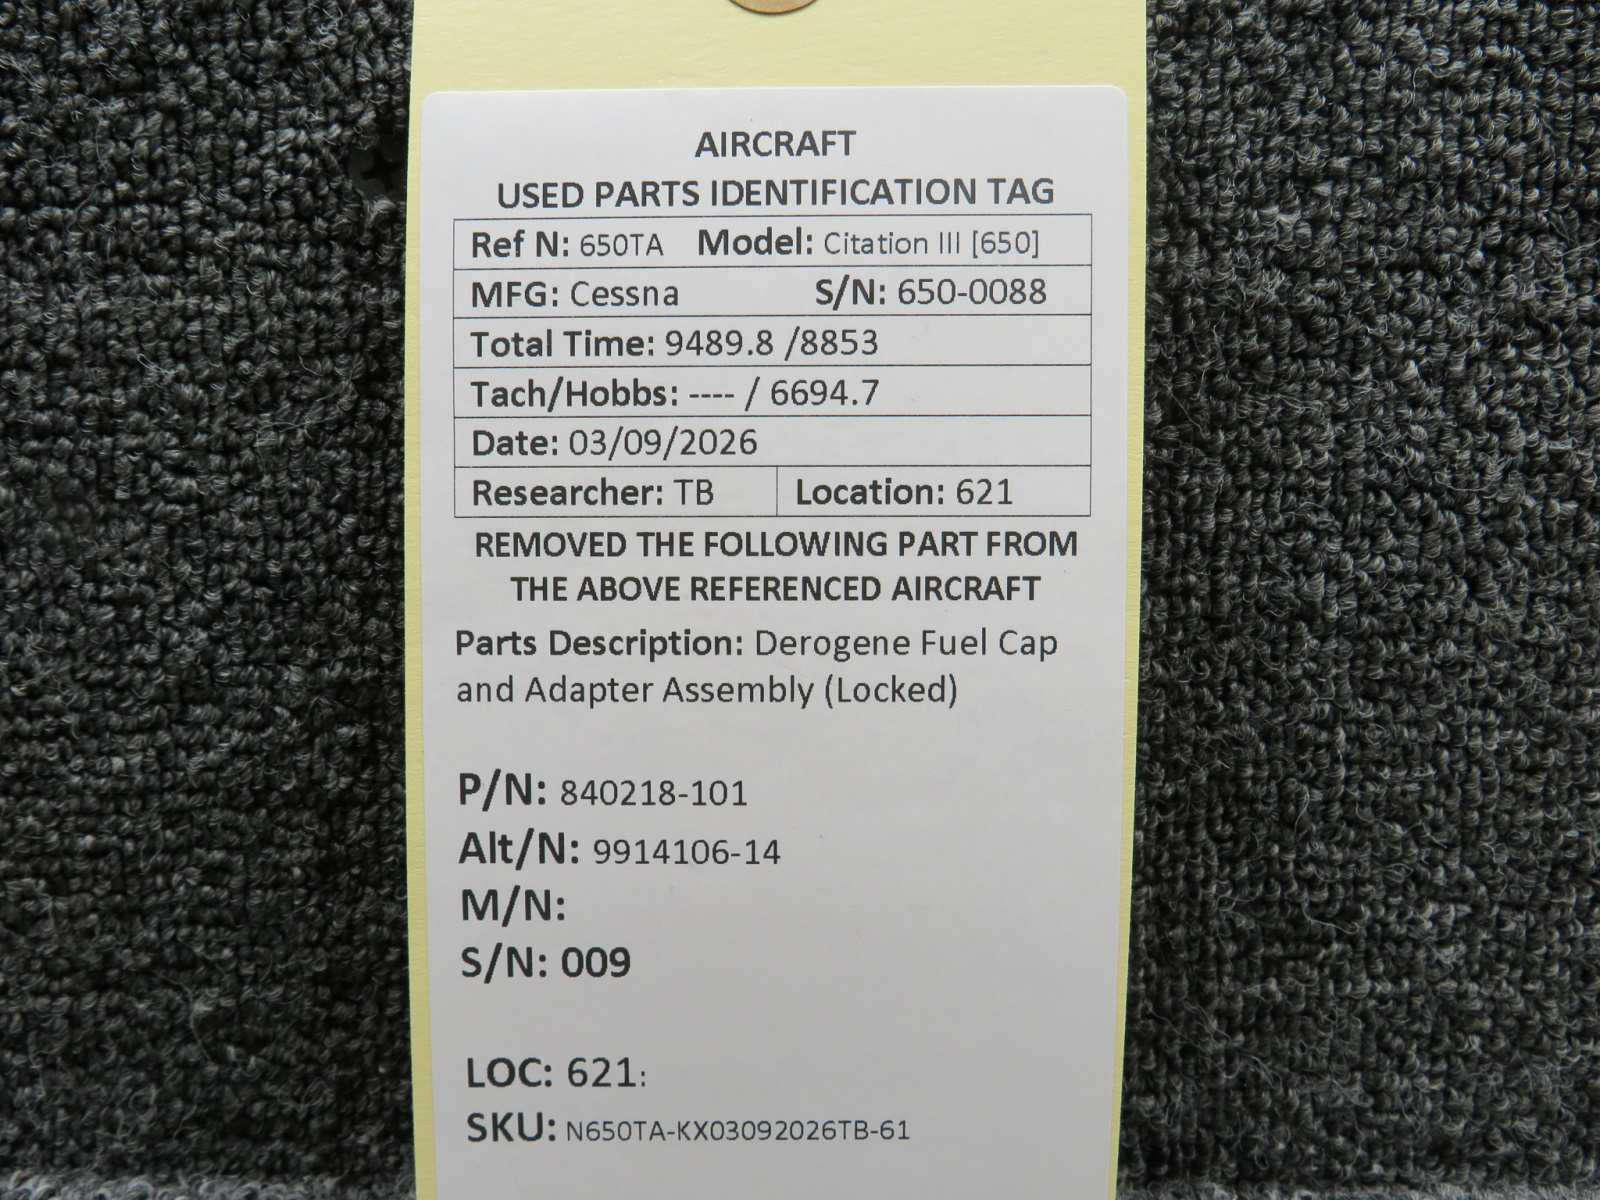 AIRCRAFT
USED PARTS IDENTIFICATION TAG
Ref N: 650TA Model: Citation III [650]
MFG: Cessna S/N: 650-0088
Total Time: 9489.8 /8853
Tach/Hobbs: ---- / 6694.7
Date: 03/09/2026
Researcher: TB Location: 621
REMOVED THE FOLLOWING PART FROM
THE ABOVE REFERENCED AIRCRAFT
Parts Description: Derogene Fuel Cap
and Adapter Assembly (Locked)
P/N: 840218-101
Alt/N: 9914106-14
M/N:
S/N: 009
LOC: 621:
SKU: N650TA-KX03092026TB-61